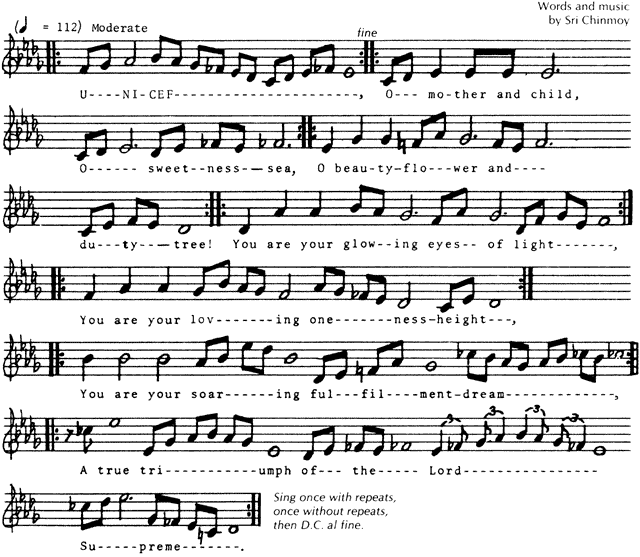 Words and music
by Sri Chinmoy
(♩ = 112) Moderate
fine
U----NI-CEF--------------------, O--- mo-ther and child,
O------ sweet--ness---sea, O beau-ty-flo--wer and----
du---ty---tree! You are your glow--ing eyes-- of light-------,
You are your lov-------ing one-------ness-height---,
You are your soar------ing ful--fil----ment-dream-------------,
3 3 3 3
A true tri----------umph of--- the--- Lord------------------
Su-----preme-------.
Sing once with repeats,
once without repeats,
then D.C. al fine.